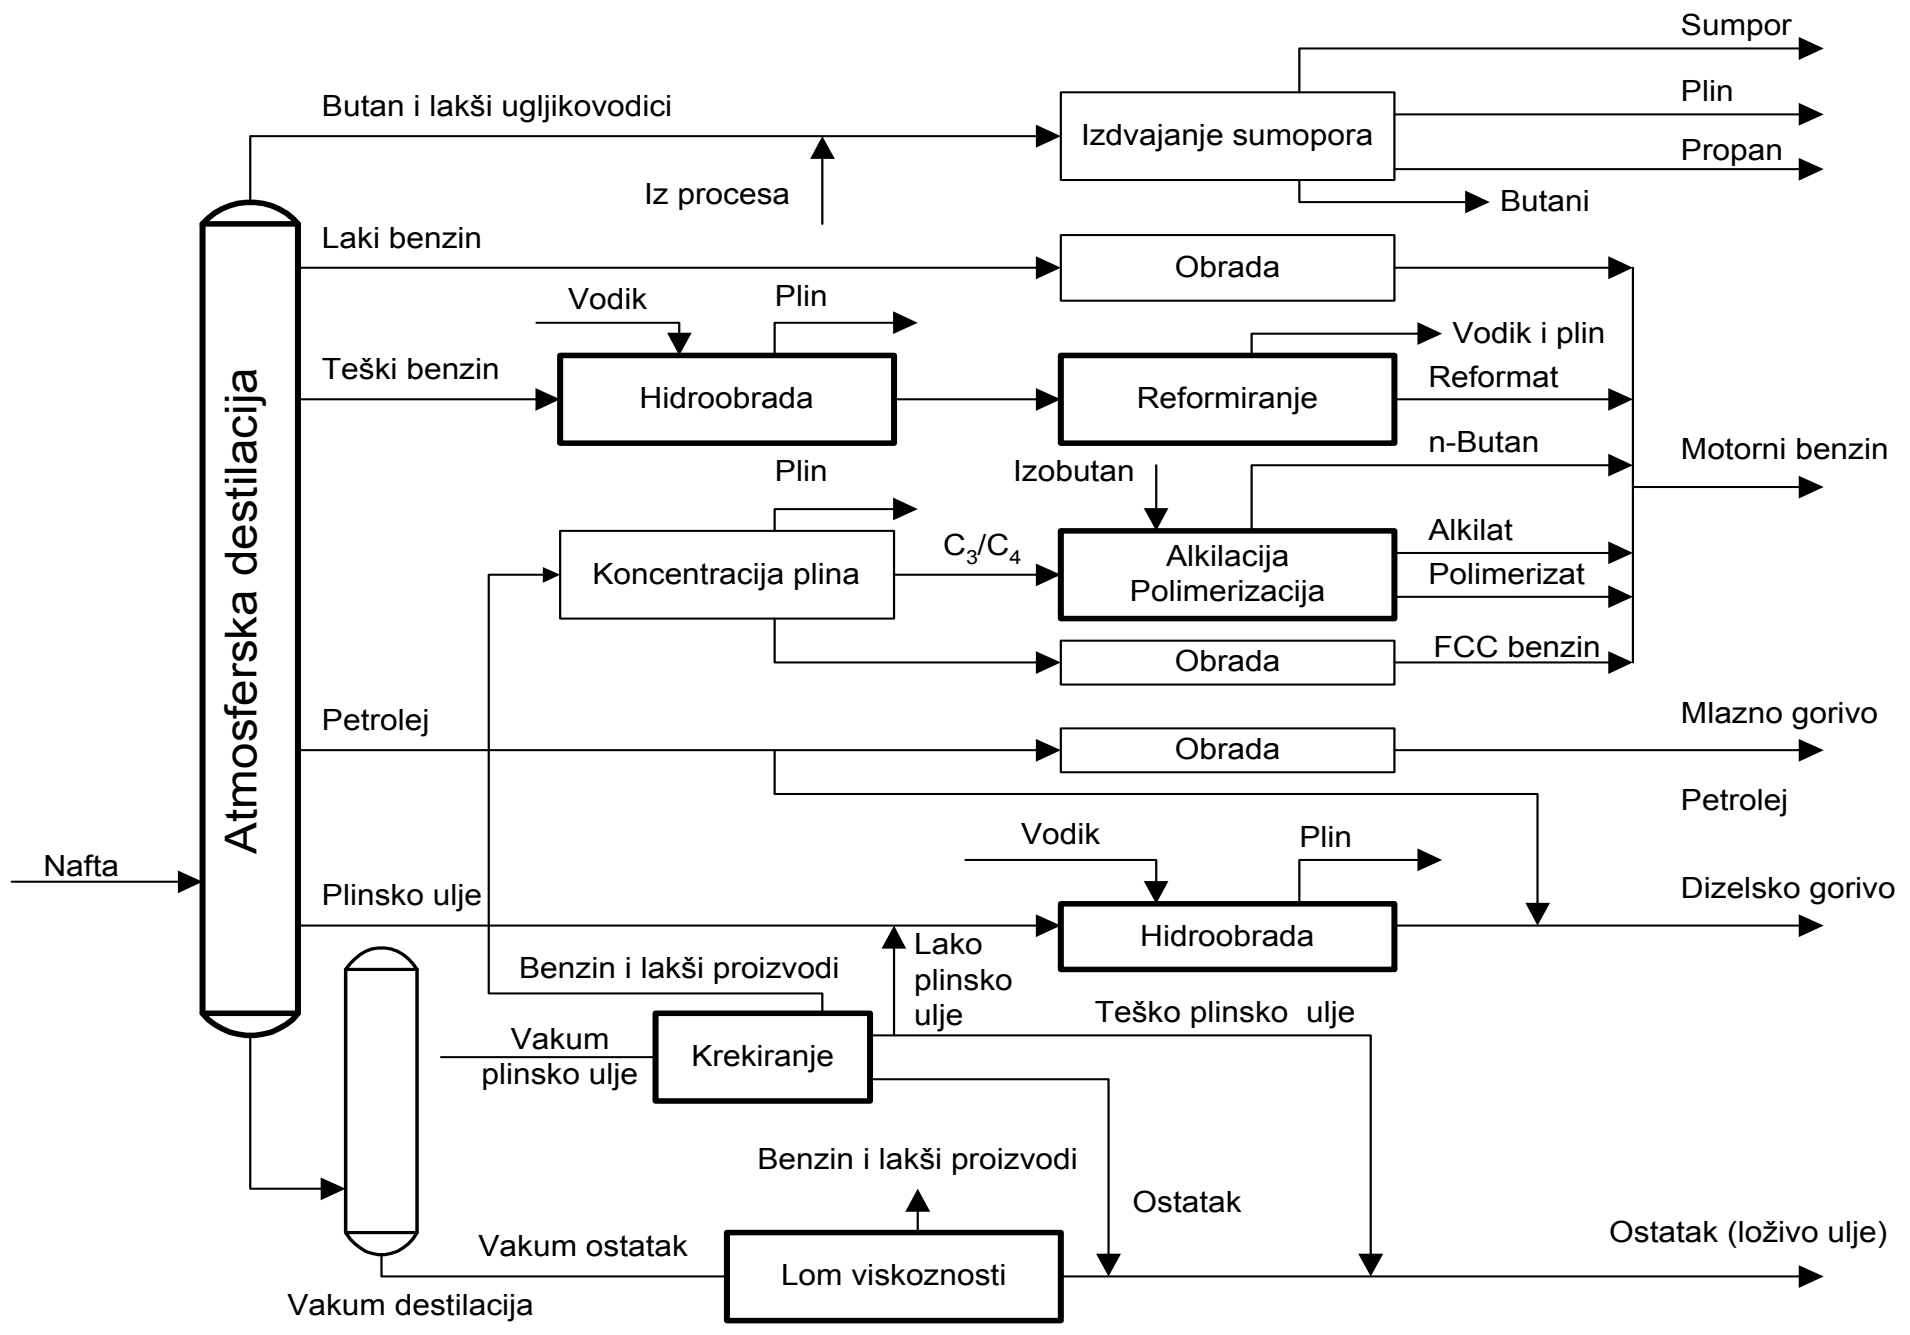 Sumpor
Butan i lakši ugljikovodici
Plin
Izdvajanje sumopora
Propan
Iz procesa
Butani
Laki benzin
Obrada
Vodik
Plin
Vodik i plin
Teški benzin
Hidroobrada
Reformiranje
Reformat
n-Butan
Motorni benzin
Plin
Izobutan
Atmosferska destilacija
Koncentracija plina
C₃/C₄
Alkilacija
Polimerizacija
Alkilat
Polimerizat
Obrada
FCC benzin
Petrolej
Obrada
Mlazno gorivo
Petrolej
Vodik
Plin
Nafta
Plinsko ulje
Dizelsko gorivo
Hidroobrada
Lako
plinsko
ulje
Benzin i lakši proizvodi
Teško plinsko ulje
Vakum
plinsko ulje
Krekiranje
Benzin i lakši proizvodi
Ostatak
Vakum ostatak
Lom viskoznosti
Ostatak (loživo ulje)
Vakum destilacija